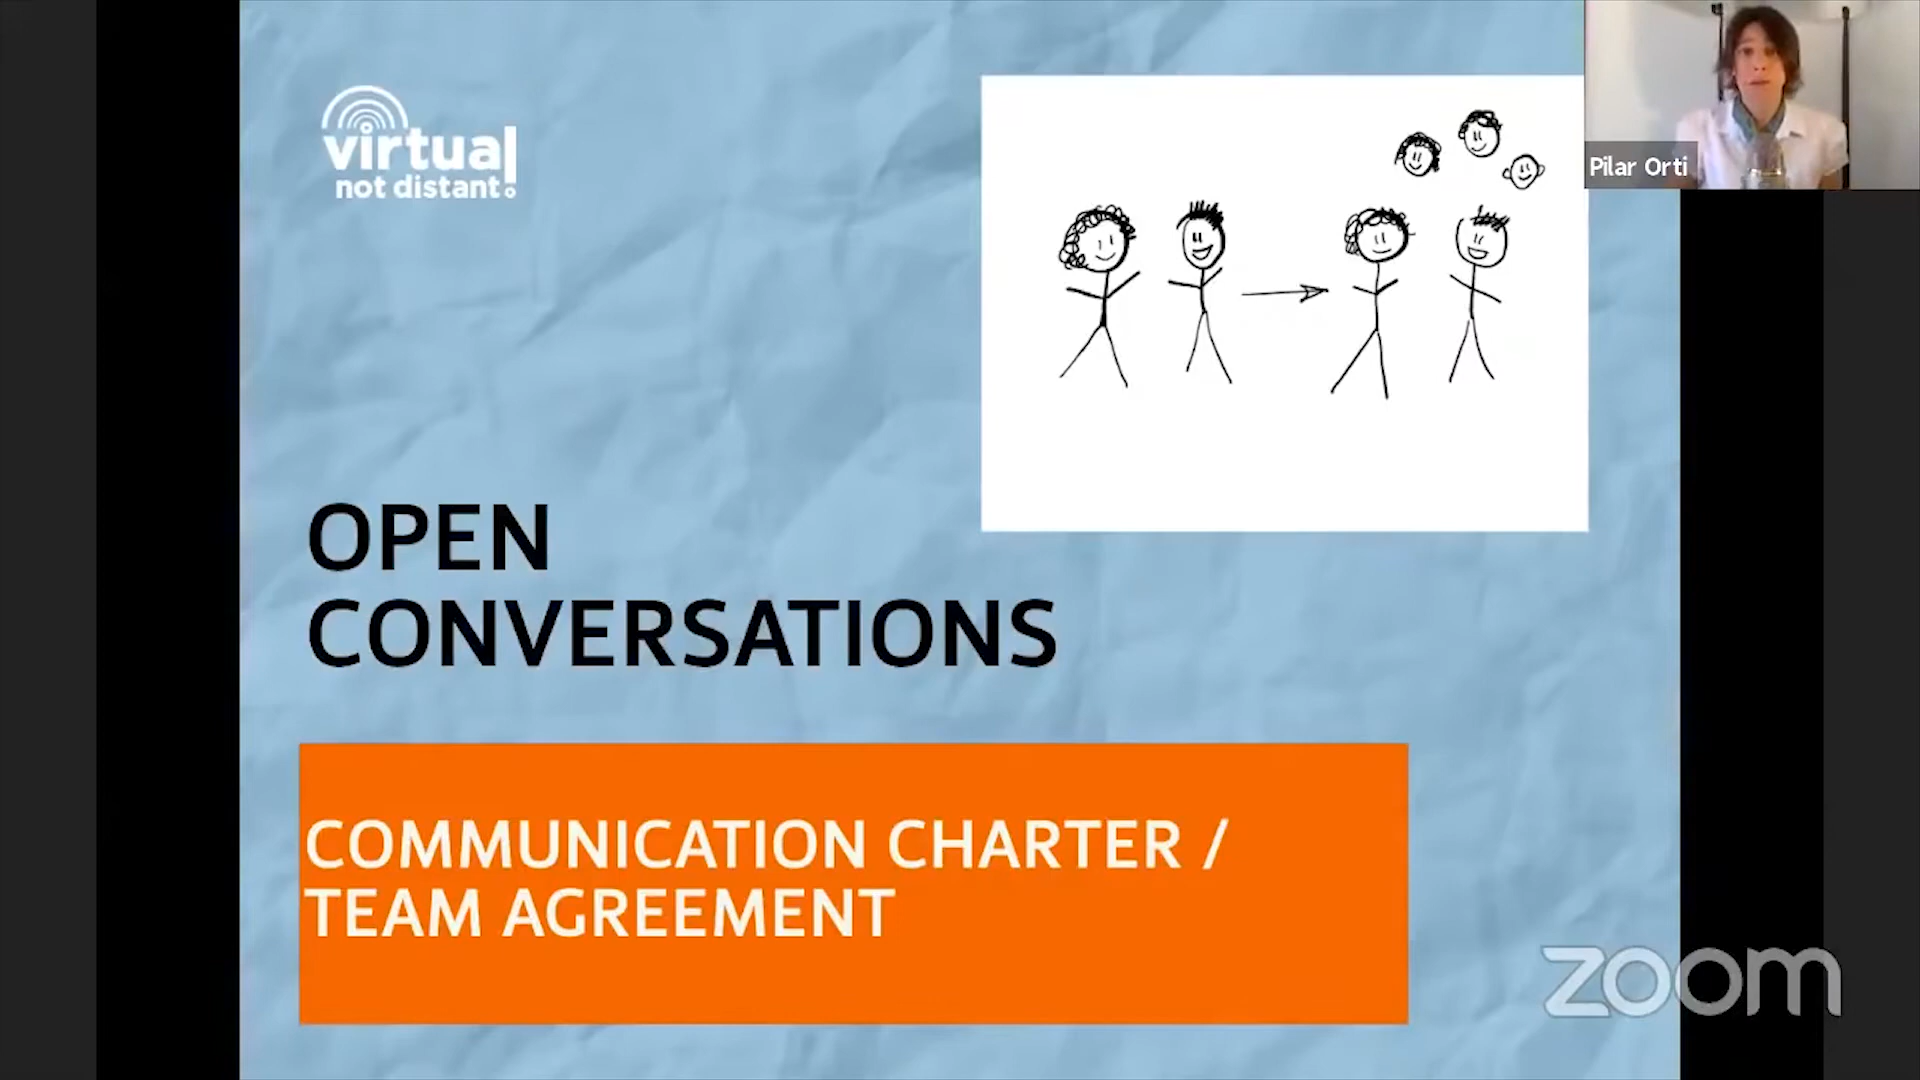 virtual
not distant.
Pilar Orti
OPEN
CONVERSATIONS
COMMUNICATION CHARTER /
TEAM AGREEMENT
zoom